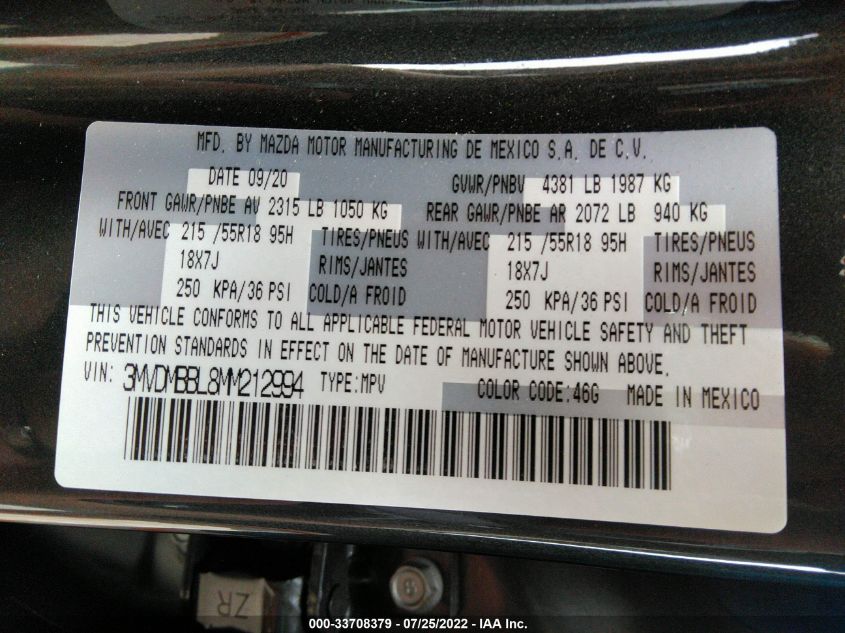 MFD. BY MAZDA MOTOR MANUFACTURING DE MEXICO S.A. DE C.V.
DATE 09/20 GVWR/PNBV 4381 LB 1987 KG
FRONT GAWR/PNBE AV 2315 LB 1050 KG REAR GAWR/PNBE AR 2072 LB 940 KG
WITH/AVEC 215 /55R18 95H TIRES/PNEUS WITH/AVEC 215 /55R18 95H TIRES/PNEUS
18X7J RIMS/JANTES 18X7J RIMS/JANTES
250 KPA/36 PSI COLD/A FROID 250 KPA/36 PSI COLD/A FROID
THIS VEHICLE CONFORMS TO ALL APPLICABLE FEDERAL MOTOR VEHICLE SAFETY AND THEFT
PREVENTION STANDARDS IN EFFECT ON THE DATE OF MANUFACTURE SHOWN ABOVE.
VIN: 3MVDMBBL8MM212994 TYPE:MPV COLOR CODE:46G MADE IN MEXICO
ZR
000-33708379 - 07/25/2022 - IAA Inc.